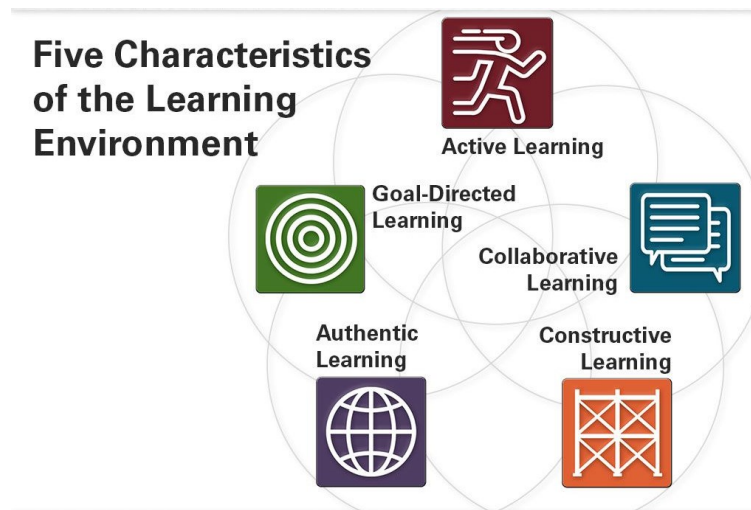 Five Characteristics
of the Learning
Environment
Active Learning
Goal-Directed
Learning
Collaborative
Learning
Authentic
Learning
Constructive
Learning